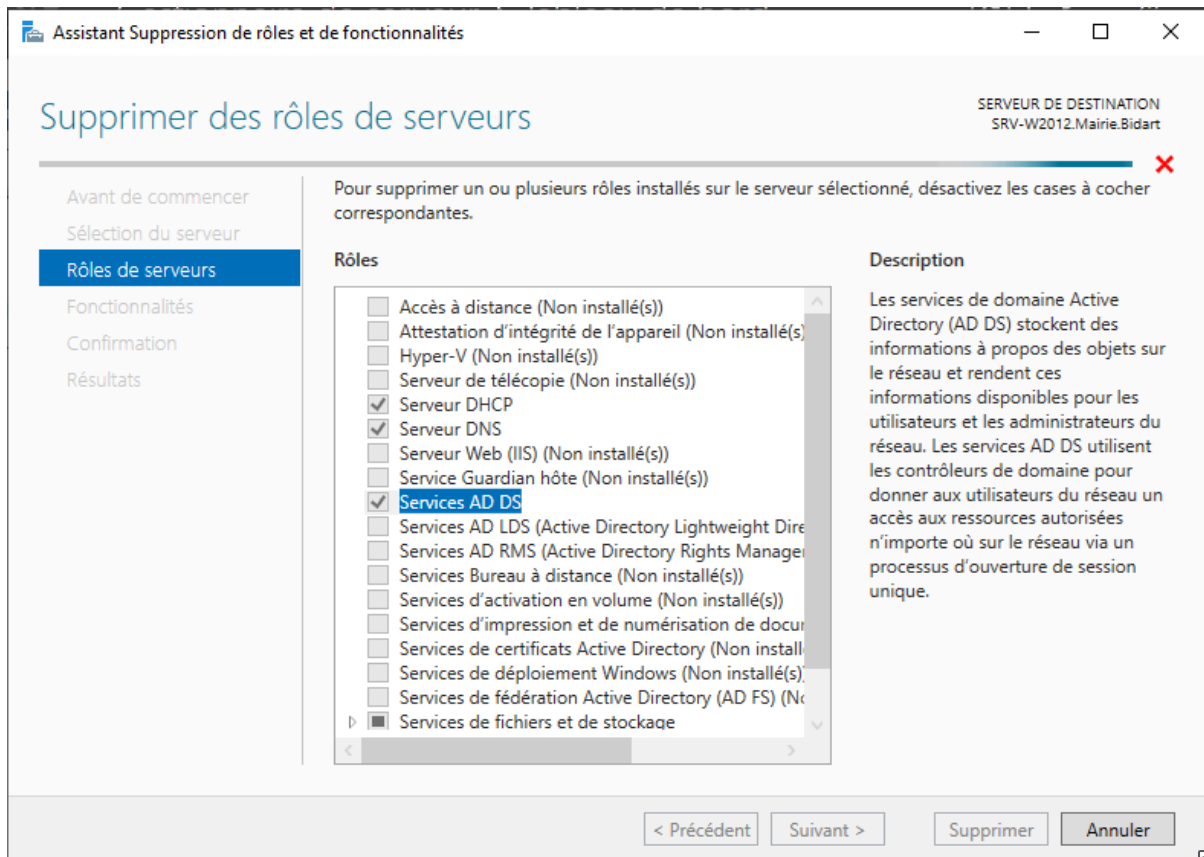 Assistant Suppression de rôles et de fonctionnalités
Supprimer des rôles de serveurs
SERVEUR DE DESTINATION
SRV-W2012.Mairie.Bidart
Avant de commencer
Sélection du serveur
Rôles de serveurs
Fonctionnalités
Confirmation
Résultats
Pour supprimer un ou plusieurs rôles installés sur le serveur sélectionné, désactivez les cases à cocher
correspondantes.
Rôles
Accès à distance (Non installé(s))
Attestation d’intégrité de l’appareil (Non installé(s)
Hyper-V (Non installé(s))
Serveur de télécopie (Non installé(s))
Serveur DHCP
Serveur DNS
Serveur Web (IIS) (Non installé(s))
Service Guardian hôte (Non installé(s))
Services AD DS
Services AD LDS (Active Directory Lightweight Dire
Services AD RMS (Active Directory Rights Manager
Services Bureau à distance (Non installé(s))
Services d’activation en volume (Non installé(s))
Services d’impression et de numérisation de docur
Services de certificats Active Directory (Non install
Services de déploiement Windows (Non installé(s)
Services de fédération Active Directory (AD FS) (No
Services de fichiers et de stockage
Description
Les services de domaine Active
Directory (AD DS) stockent des
informations à propos des objets sur
le réseau et rendent ces
informations disponibles pour les
utilisateurs et les administrateurs du
réseau. Les services AD DS utilisent
les contrôleurs de domaine pour
donner aux utilisateurs du réseau un
accès aux ressources autorisées
n’importe où sur le réseau via un
processus d’ouverture de session
unique.
< Précédent
Suivant >
Supprimer
Annuler